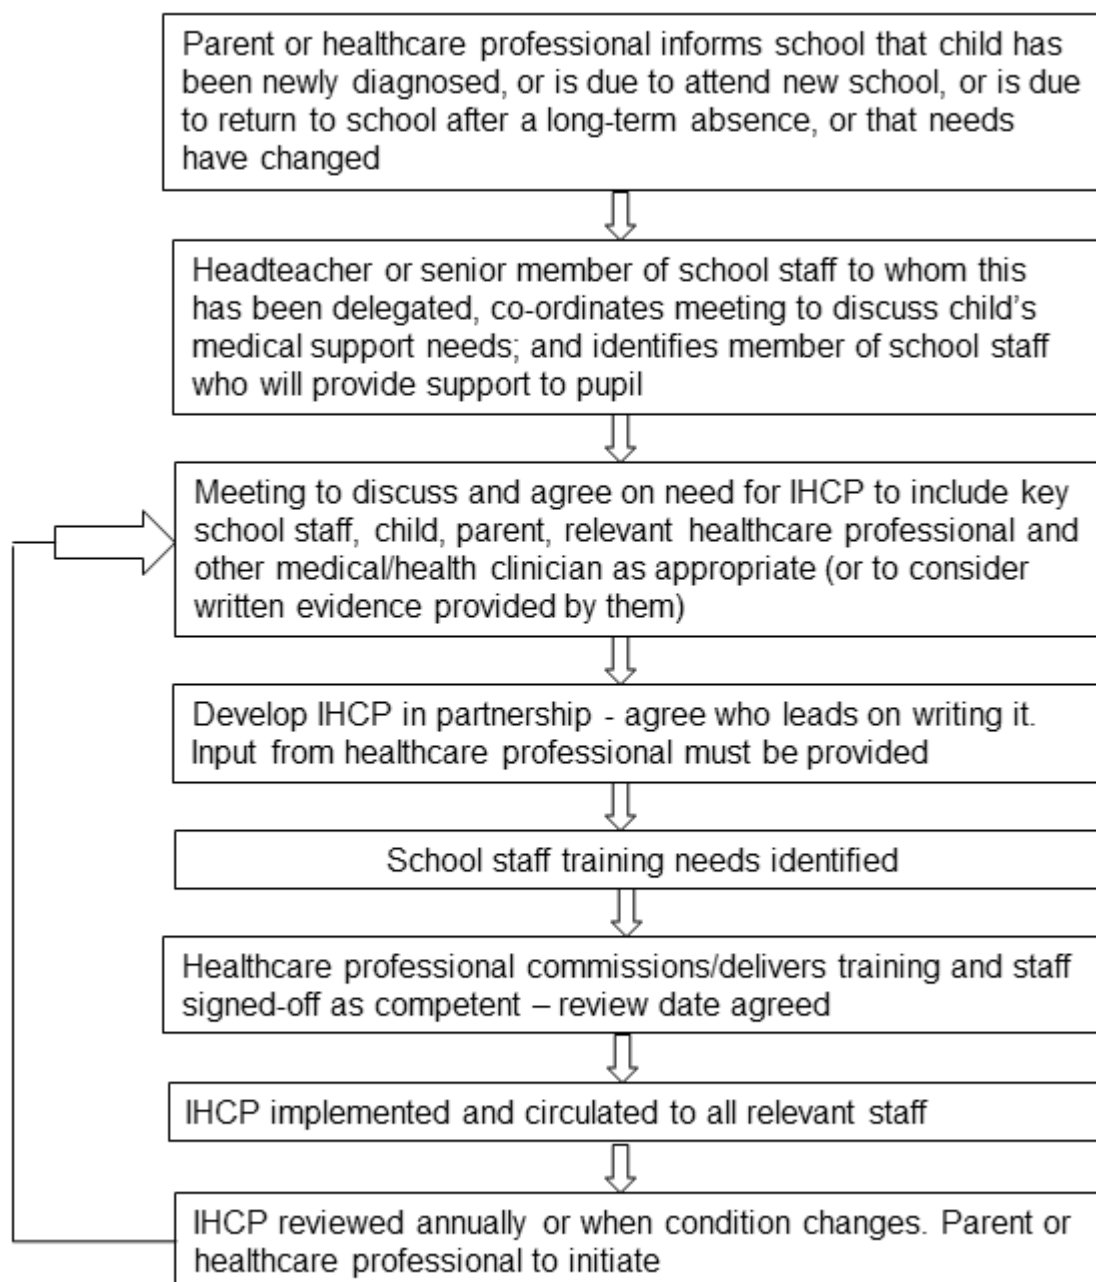 Parent or healthcare professional informs school that child has
been newly diagnosed, or is due to attend new school, or is due
to return to school after a long-term absence, or that needs
have changed
Headteacher or senior member of school staff to whom this
has been delegated, co-ordinates meeting to discuss child's
medical support needs; and identifies member of school staff
who will provide support to pupil
Meeting to discuss and agree on need for IHCP to include key
school staff, child, parent, relevant healthcare professional and
other medical/health clinician as appropriate (or to consider
written evidence provided by them)
Develop IHCP in partnership - agree who leads on writing it.
Input from healthcare professional must be provided
School staff training needs identified
Healthcare professional commissions/delivers training and staff
signed-off as competent – review date agreed
IHCP implemented and circulated to all relevant staff
IHCP reviewed annually or when condition changes. Parent or
healthcare professional to initiate